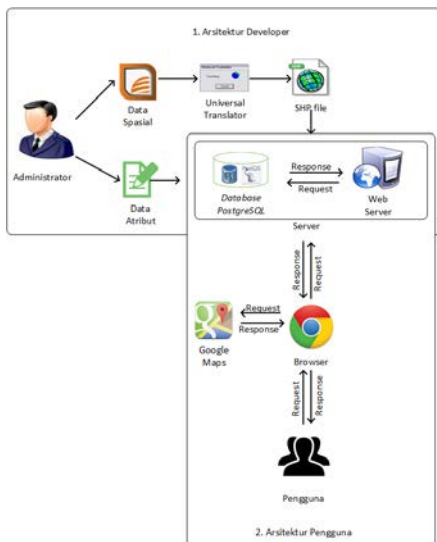 1. Arsitektur Developer
Data
Spasial
Universal
Translator
SHP file
Administrator
Data
Atribut
Database
PostgreSQL
Response
Request
Web
Server
Server
Response
Request
Request
Response
Google
Maps
Browser
Request
Response
Pengguna
2. Arsitektur Pengguna